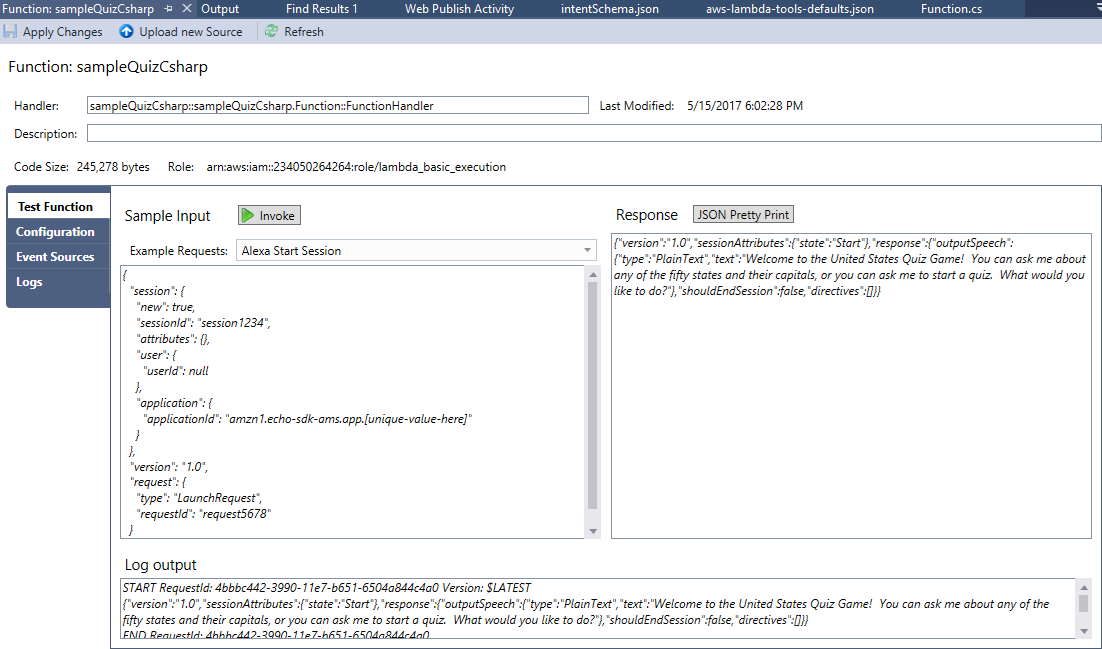 Function: sampleQuizCsharp Output Find Results 1 Web Publish Activity intentSchema.json aws-lambda-tools-defaults.json Function.cs
Apply Changes Upload new Source Refresh
Function: sampleQuizCsharp
Handler: sampleQuizCsharp::sampleQuizCsharp.Function::FunctionHandler Last Modified: 5/15/2017 6:02:28 PM
Description:
Code Size: 245,278 bytes Role: arn:aws:iam::234050264264:role/lambda_basic_execution
Test Function
Configuration
Event Sources
Logs
Sample Input Invoke
Example Requests: Alexa Start Session
{
"session": {
"new": true,
"sessionId": "session1234",
"attributes": {},
"user": {
"userId": null
},
"application": {
"applicationId": "amzn1.echo-sdk-ams.app.[unique-value-here]"
}
},
"version": "1.0",
"request": {
"type": "LaunchRequest",
"requestId": "request5678"
}
Response JSON Pretty Print
{"version":"1.0","sessionAttributes":{"state":"Start"},"response":{"outputSpeech":
{"type":"PlainText","text":"Welcome to the United States Quiz Game!  You can ask me about
any of the fifty states and their capitals, or you can ask me to start a quiz.  What would you
like to do?"},"shouldEndSession":false,"directives":[]}}
Log output
START RequestId: 4bbbc442-3990-11e7-b651-6504a844c4a0 Version: $LATEST
{"version":"1.0","sessionAttributes":{"state":"Start"},"response":{"outputSpeech":{"type":"PlainText","text":"Welcome to the United States Quiz Game!  You can ask me about any of the
fifty states and their capitals, or you can ask me to start a quiz.  What would you like to do?"},"shouldEndSession":false,"directives":[]}}
END RequestId: 4bbbc442-3990-11e7-b651-6504a844c4a0